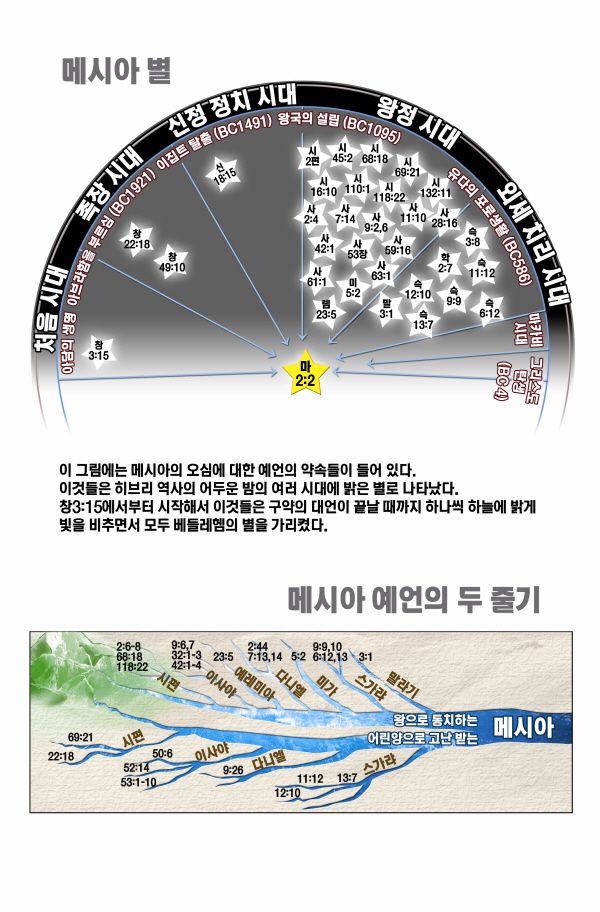 메시아 별
처음 시대
족장 시대
신정 정치 시대
왕정 시대
외세 치리 시대
아담의 생명
아브라함을 부르심 (BC1921)
이집트 탈출 (BC1491)
왕국의 설립 (BC1095)
유다의 포로생활 (BC586)
마카비
시대
그리스도
탄생
(BC4)
창
3:15
창
22:18
창
49:10
신
18:15
시
2편
시
45:2
시
68:18
시
69:21
시
16:10
시
110:1
시
118:22
시
132:11
사
2:4
사
7:14
사
9:2,6
사
11:10
사
28:16
사
42:1
사
53장
사
59:16
사
61:1
사
63:1
미
5:2
렘
23:5
학
2:7
슥
3:8
슥
11:12
슥
12:10
슥
9:9
슥
6:12
말
3:1
슥
13:7
마
2:2
이 그림에는 메시아의 오심에 대한 예언의 약속들이 들어 있다.
이것들은 히브리 역사의 어두운 밤의 여러 시대에 밝은 별로 나타났다.
창3:15에서부터 시작해서 이것들은 구약의 대언이 끝날 때까지 하나씩 하늘에 밝게
빛을 비추면서 모두 베들레헴의 별을 가리켰다.
메시아 예언의 두 줄기
2:6-8
68:18
118:22
9:6,7
32:1-3
42:1-4
23:5
2:44
7:13,14
5:2
9:9,10
6:12,13
3:1
시편
이사야
예레미야
다니엘
미가
스가랴
말라기
왕으로 통치하는
어린양으로 고난 받는
메시아
69:21
22:18
시편
50:6
52:14
53:1-10
이사야
9:26
다니엘
11:12
12:10
13:7
스가랴